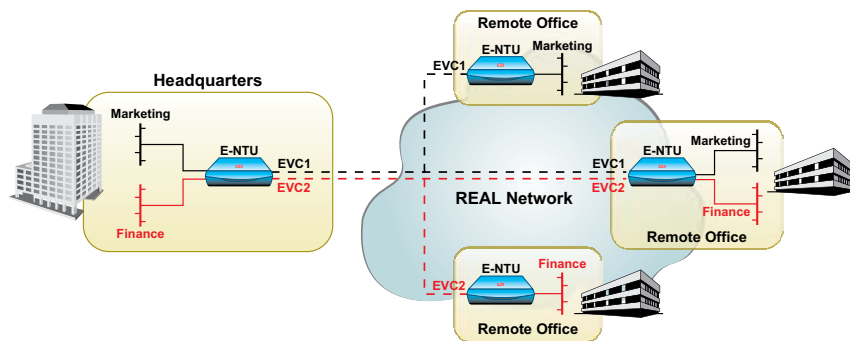 Remote Office
E-NTU
Marketing
EVC1
Headquarters
Marketing
E-NTU
EVC1
EVC2
Finance
REAL Network
EVC1
EVC2
E-NTU
Marketing
Finance
Remote Office
E-NTU
Finance
EVC2
Remote Office